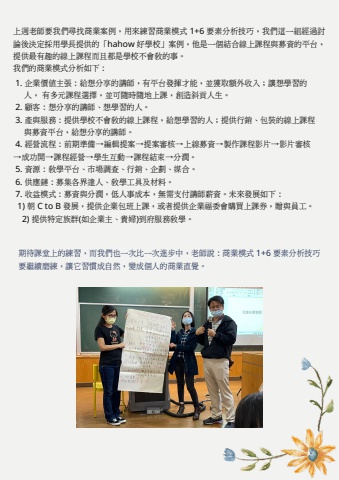 上週老師要我們尋找商業案例，用來練習商業模式 1+6 要素分析技巧，我們這一組經過討
論後決定採用學長提供的「hahow 好學校」案例，他是一個結合線上課程與募資的平台，
提供最有趣的線上課程而且都是學校不會敎的事。
我們的商業模式分析如下：
1. 企業價值主張：給想分享的講師，有平台發揮才能，並獲取額外收入；讓想學習的
人， 有多元課程選擇，並可隨時隨地上課，創造斜貢人生。
2. 顧客：想分享的講師、想學習的人。
3. 產與服務：提供學校不會敎的線上課程，給想學習的人；提供行銷、包裝的線上課程
與募資平台，給想分享的講師。
4. 經營流程：前期準備→編輯提案→提案審核→上線募資→製作課程影片→影片審核
→成功開→課程經營→學生互動→課程結束→分潤。
5. 資源：敎學平台、市場調查、行銷、企劃、媒合。
6. 供應鏈：募集各界達人、敎學工具及材料。
7. 收益模式：募資與分潤，低人事成本，無需支付講師薪資，未來發展如下：
1) 朝 C to B 發展，提供企業包班上課，或者提供企業福委會購買上課券，贈與員工。
2) 提供特定族群(如企業主、貴婦)到府服務敎學。
期待課堂上的練習，而我們也一次比一次進步中，老師說：商業模式 1+6 要素分析技巧
要繼續磨練，讓它習慣成自然，變成個人的商業直覺。